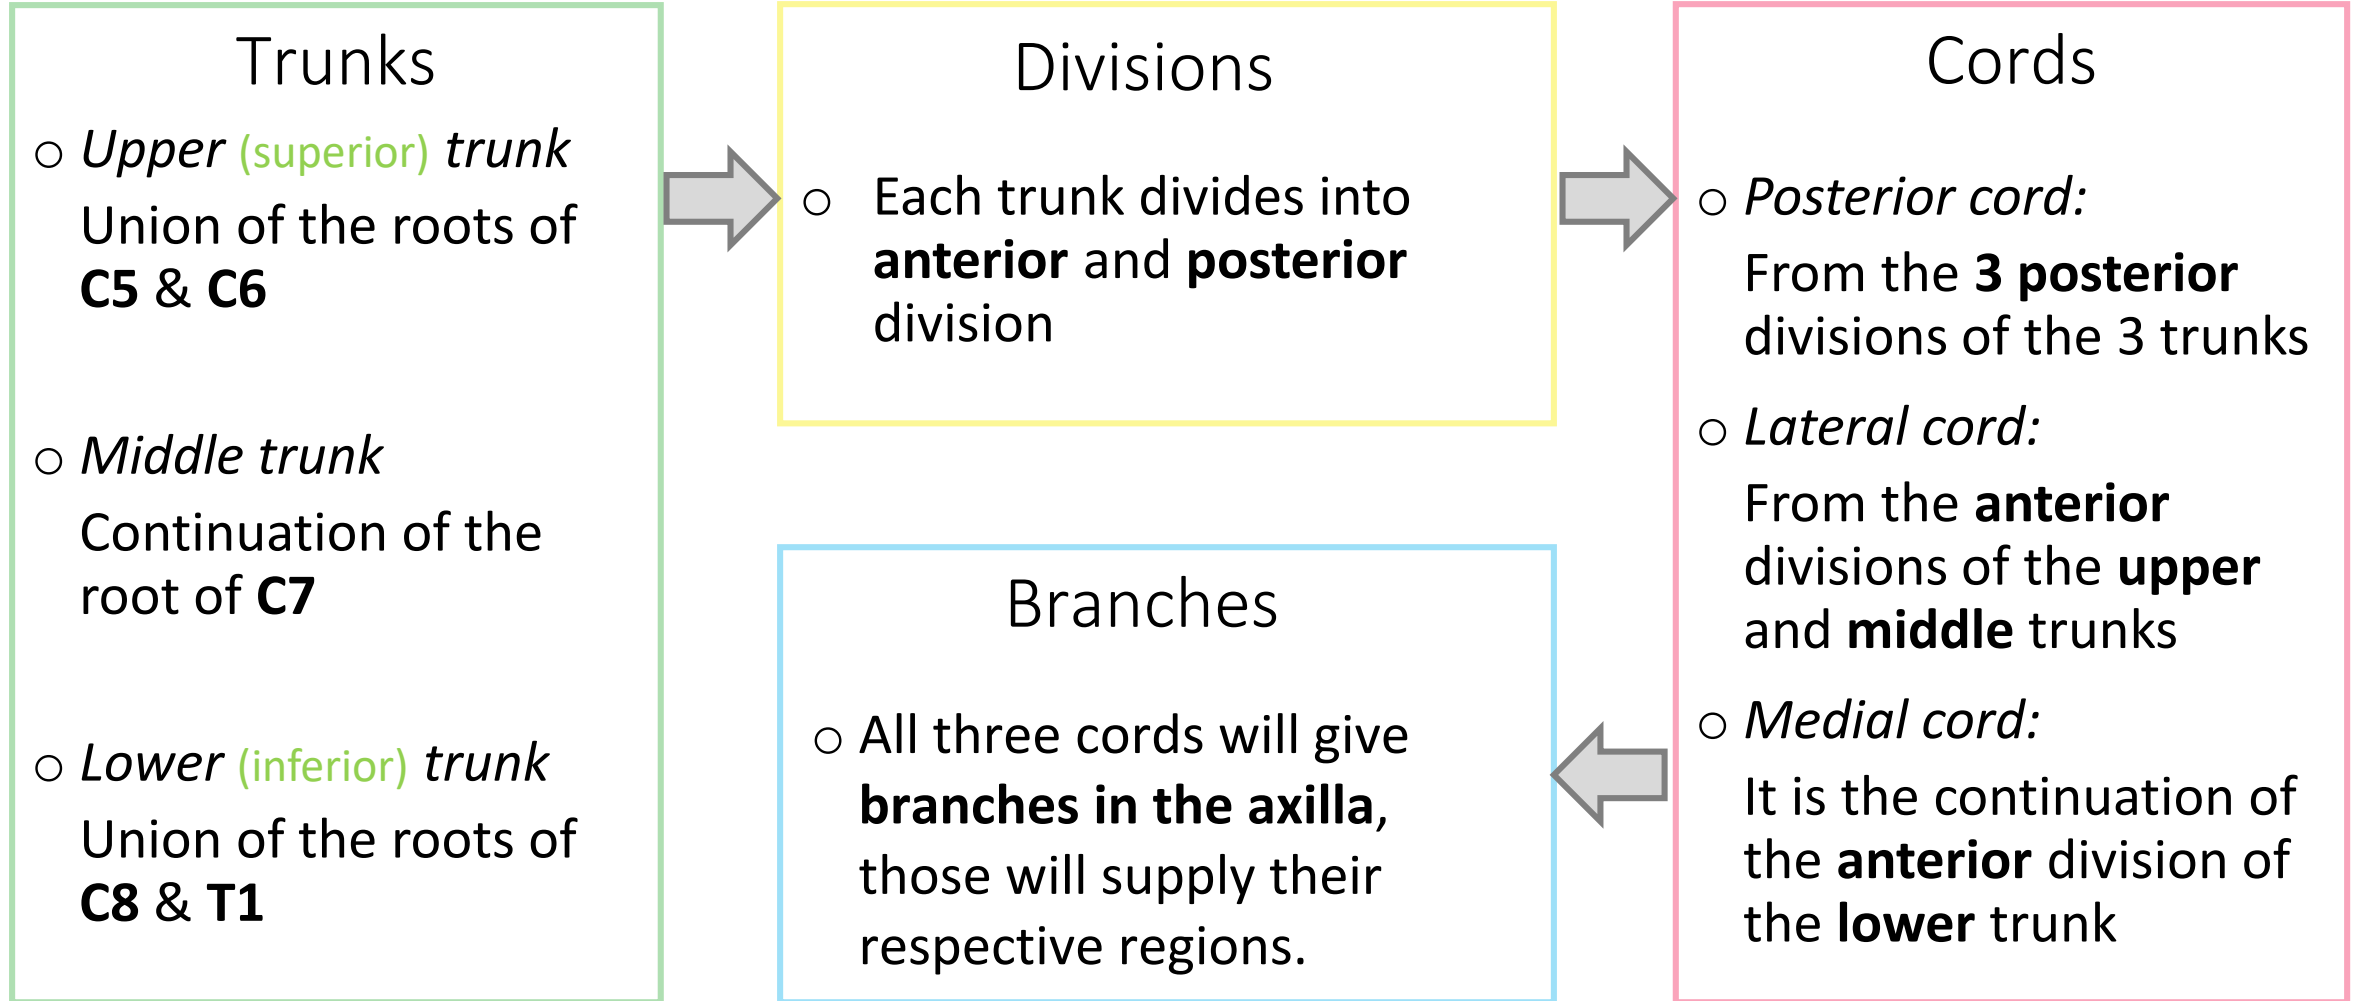 Trunks
○ Upper (superior) trunk
Union of the roots of
C5 & C6
○ Middle trunk
Continuation of the
root of C7
○ Lower (inferior) trunk
Union of the roots of
C8 & T1
Divisions
○ Each trunk divides into
anterior and posterior
division
Cords
○ Posterior cord:
From the 3 posterior
divisions of the 3 trunks
○ Lateral cord:
From the anterior
divisions of the upper
and middle trunks
○ Medial cord:
It is the continuation of
the anterior division of
the lower trunk
Branches
○ All three cords will give
branches in the axilla,
those will supply their
respective regions.